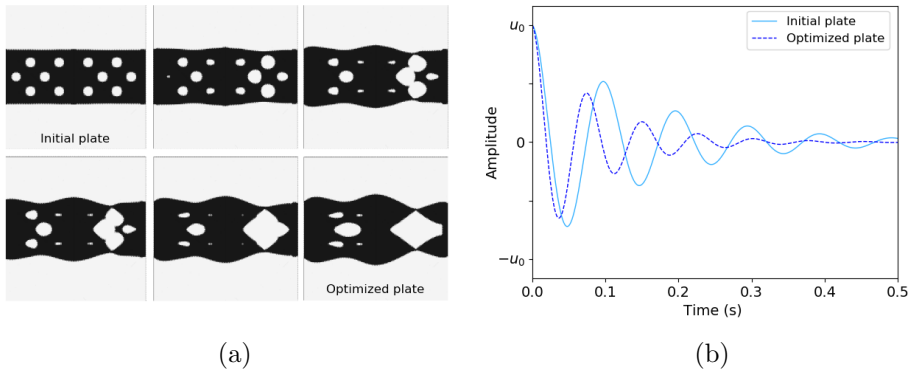 Initial plate
Optimized plate
(a)
u₀
0
−u₀
Amplitude
Initial plate
Optimized plate
0.0 0.1 0.2 0.3 0.4 0.5
Time (s)
(b)